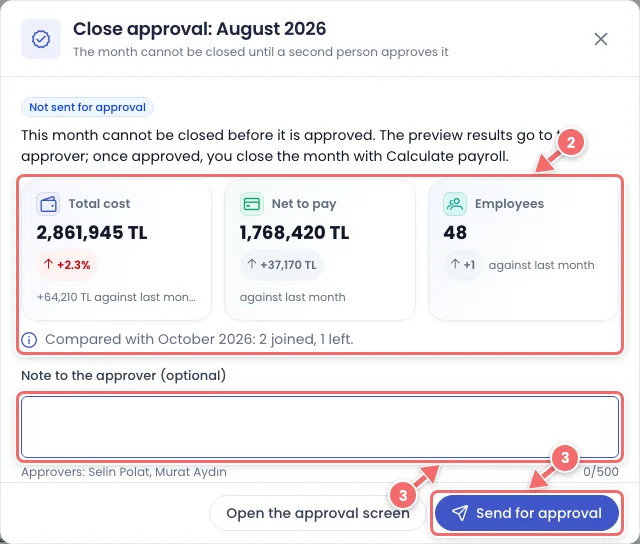 Close approval: August 2026
The month cannot be closed until a second person approves it
Not sent for approval
This month cannot be closed before it is approved. The preview results go to
approver; once approved, you close the month with Calculate payroll.
2
Total cost
2,861,945 TL
↑ +2.3%
+64,210 TL against last mon...
Net to pay
1,768,420 TL
↑ +37,170 TL
against last month
Employees
48
↑ +1 against last month
Compared with October 2026: 2 joined, 1 left.
Note to the approver (optional)
Approvers: Selin Polat, Murat Aydın
0/500
3
3
Open the approval screen
Send for approval